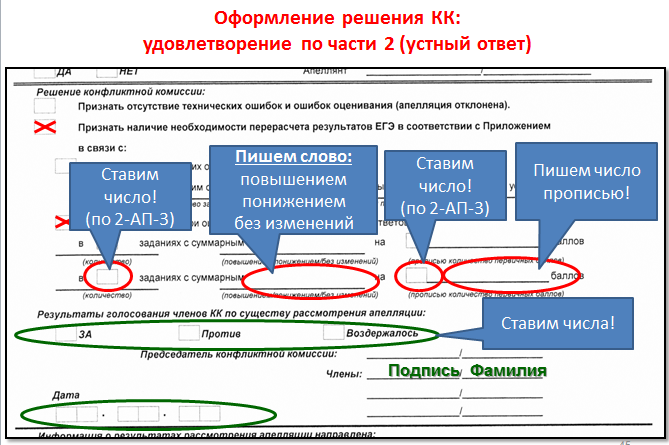 Оформление решения КК:
удовлетворение по части 2 (устный ответ)
ДА НЕТ Апеллянт / /
Решение конфликтной комиссии:
Признать отсутствие технических ошибок и ошибок оценивания (апелляция отклонена).
Признать наличие необходимости перерасчета результатов ЕГЭ в соответствии с Приложением
в связи с:
Ставим
число!
(по 2-АП-3)
Пишем слово:
повышением
понижением
без изменений
Ставим
число!
(по 2-АП-3)
Пишем число
прописью!
в заданиях с суммарным на баллов
(количество) (повышение/понижением/без изменений) (прописью количество первичных баллов)
в заданиях с суммарным на баллов
(количество) (повышение/понижением/без изменений) (прописью количество первичных баллов)
Результаты голосования членов КК по существу рассмотрения апелляции:
ЗА Против Воздержалось
Ставим числа!
Председатель конфликтной комиссии: /
Члены: Подпись / Фамилия
Дата
Информация о результатах рассмотрения апелляции направлена: